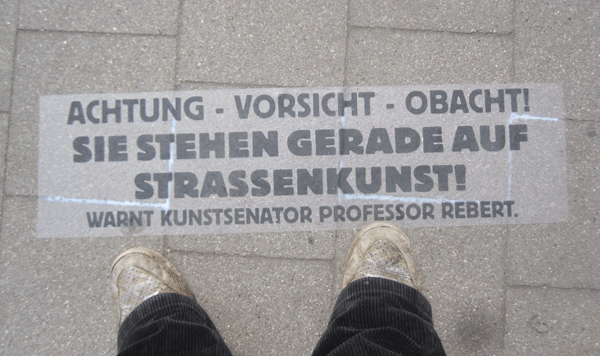 ACHTUNG - VORSICHT - OBACHT!
SIE STEHEN GERADE AUF
STRASSENKUNST!
WARNT KUNSTSENATOR PROFESSOR REBERT.